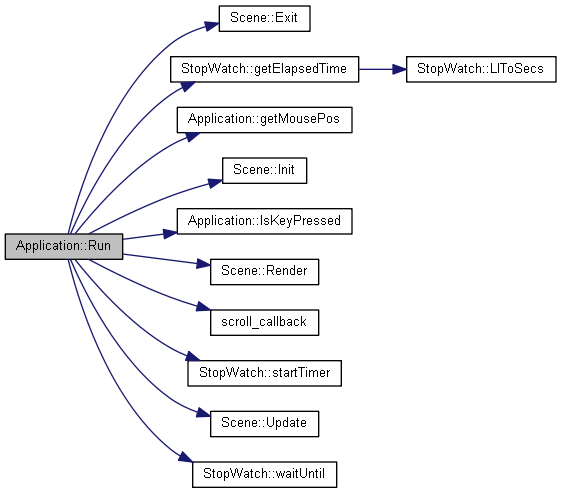 Scene::Exit
StopWatch::getElapsedTime
StopWatch::LIToSecs
Application::getMousePos
Scene::Init
Application::Run
Application::IsKeyPressed
Scene::Render
scroll_callback
StopWatch::startTimer
Scene::Update
StopWatch::waitUntil